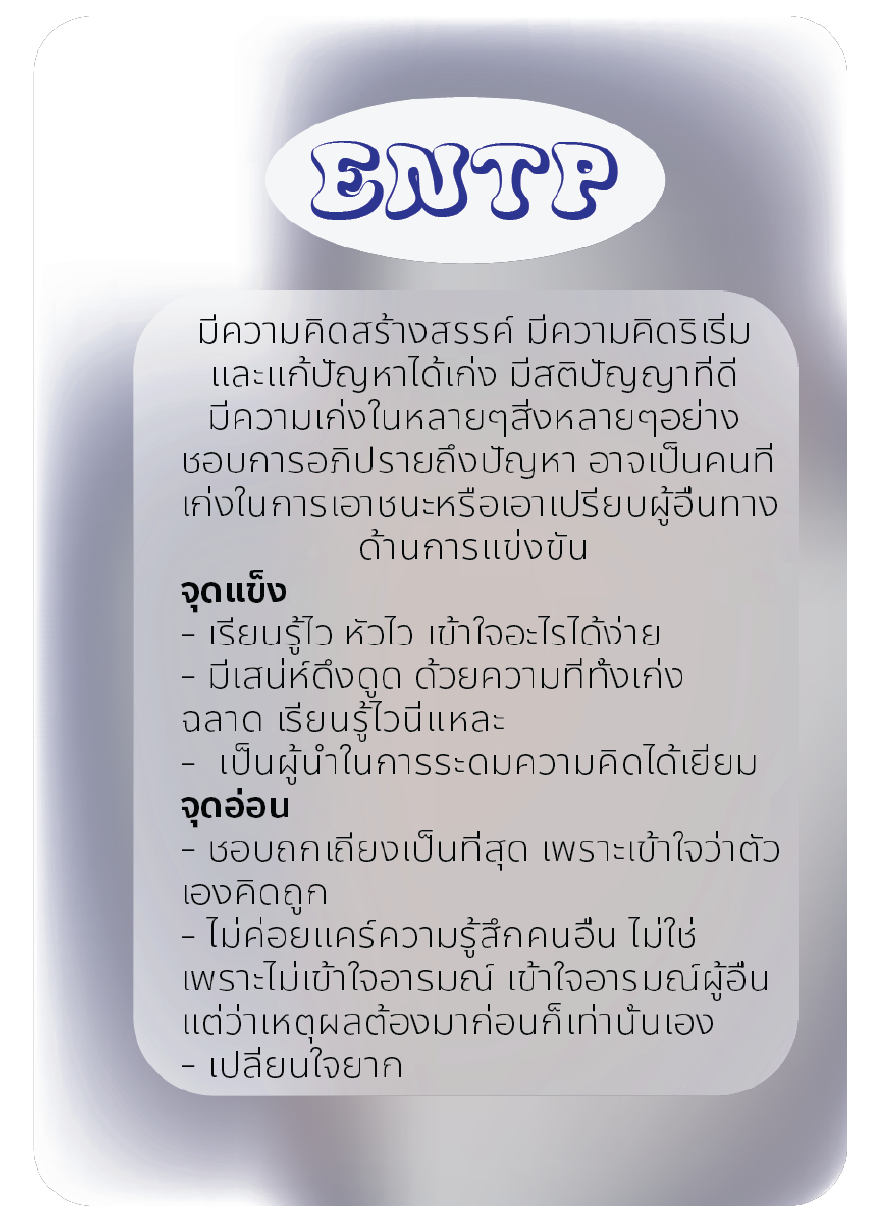 ENTP
มีความคิดสร้างสรรค์ มีความคิดริเริ่ม
และแก้ปัญหาได้เก่ง มีสติปัญญาที่ดี
มีความเก่งในหลายๆสิ่งหลายๆอย่าง
ชอบการอภิปรายถึงปัญหา อาจเป็นคนที่
เก่งในการเอาชนะหรือเอาเปรียบผู้อื่นทาง
ด้านการแข่งขัน
จุดแข็ง
- เรียนรู้ไว หัวไว เข้าใจอะไรได้ง่าย
- มีเสน่ห์ดึงดูด ด้วยความที่ทั้งเก่ง
ฉลาด เรียนรู้ไวนี่แหละ
- เป็นผู้นำในการระดมความคิดได้เยี่ยม
จุดอ่อน
- ชอบถกเถียงเป็นที่สุด เพราะเข้าใจว่าตัว
เองคิดถูก
- ไม่ค่อยแคร์ความรู้สึกคนอื่น ไม่ใช่
เพราะไม่เข้าใจอารมณ์ เข้าใจอารมณ์ผู้อื่น
แต่ว่าเหตุผลต้องมาก่อนก็เท่านั้นเอง
- เปลี่ยนใจยาก